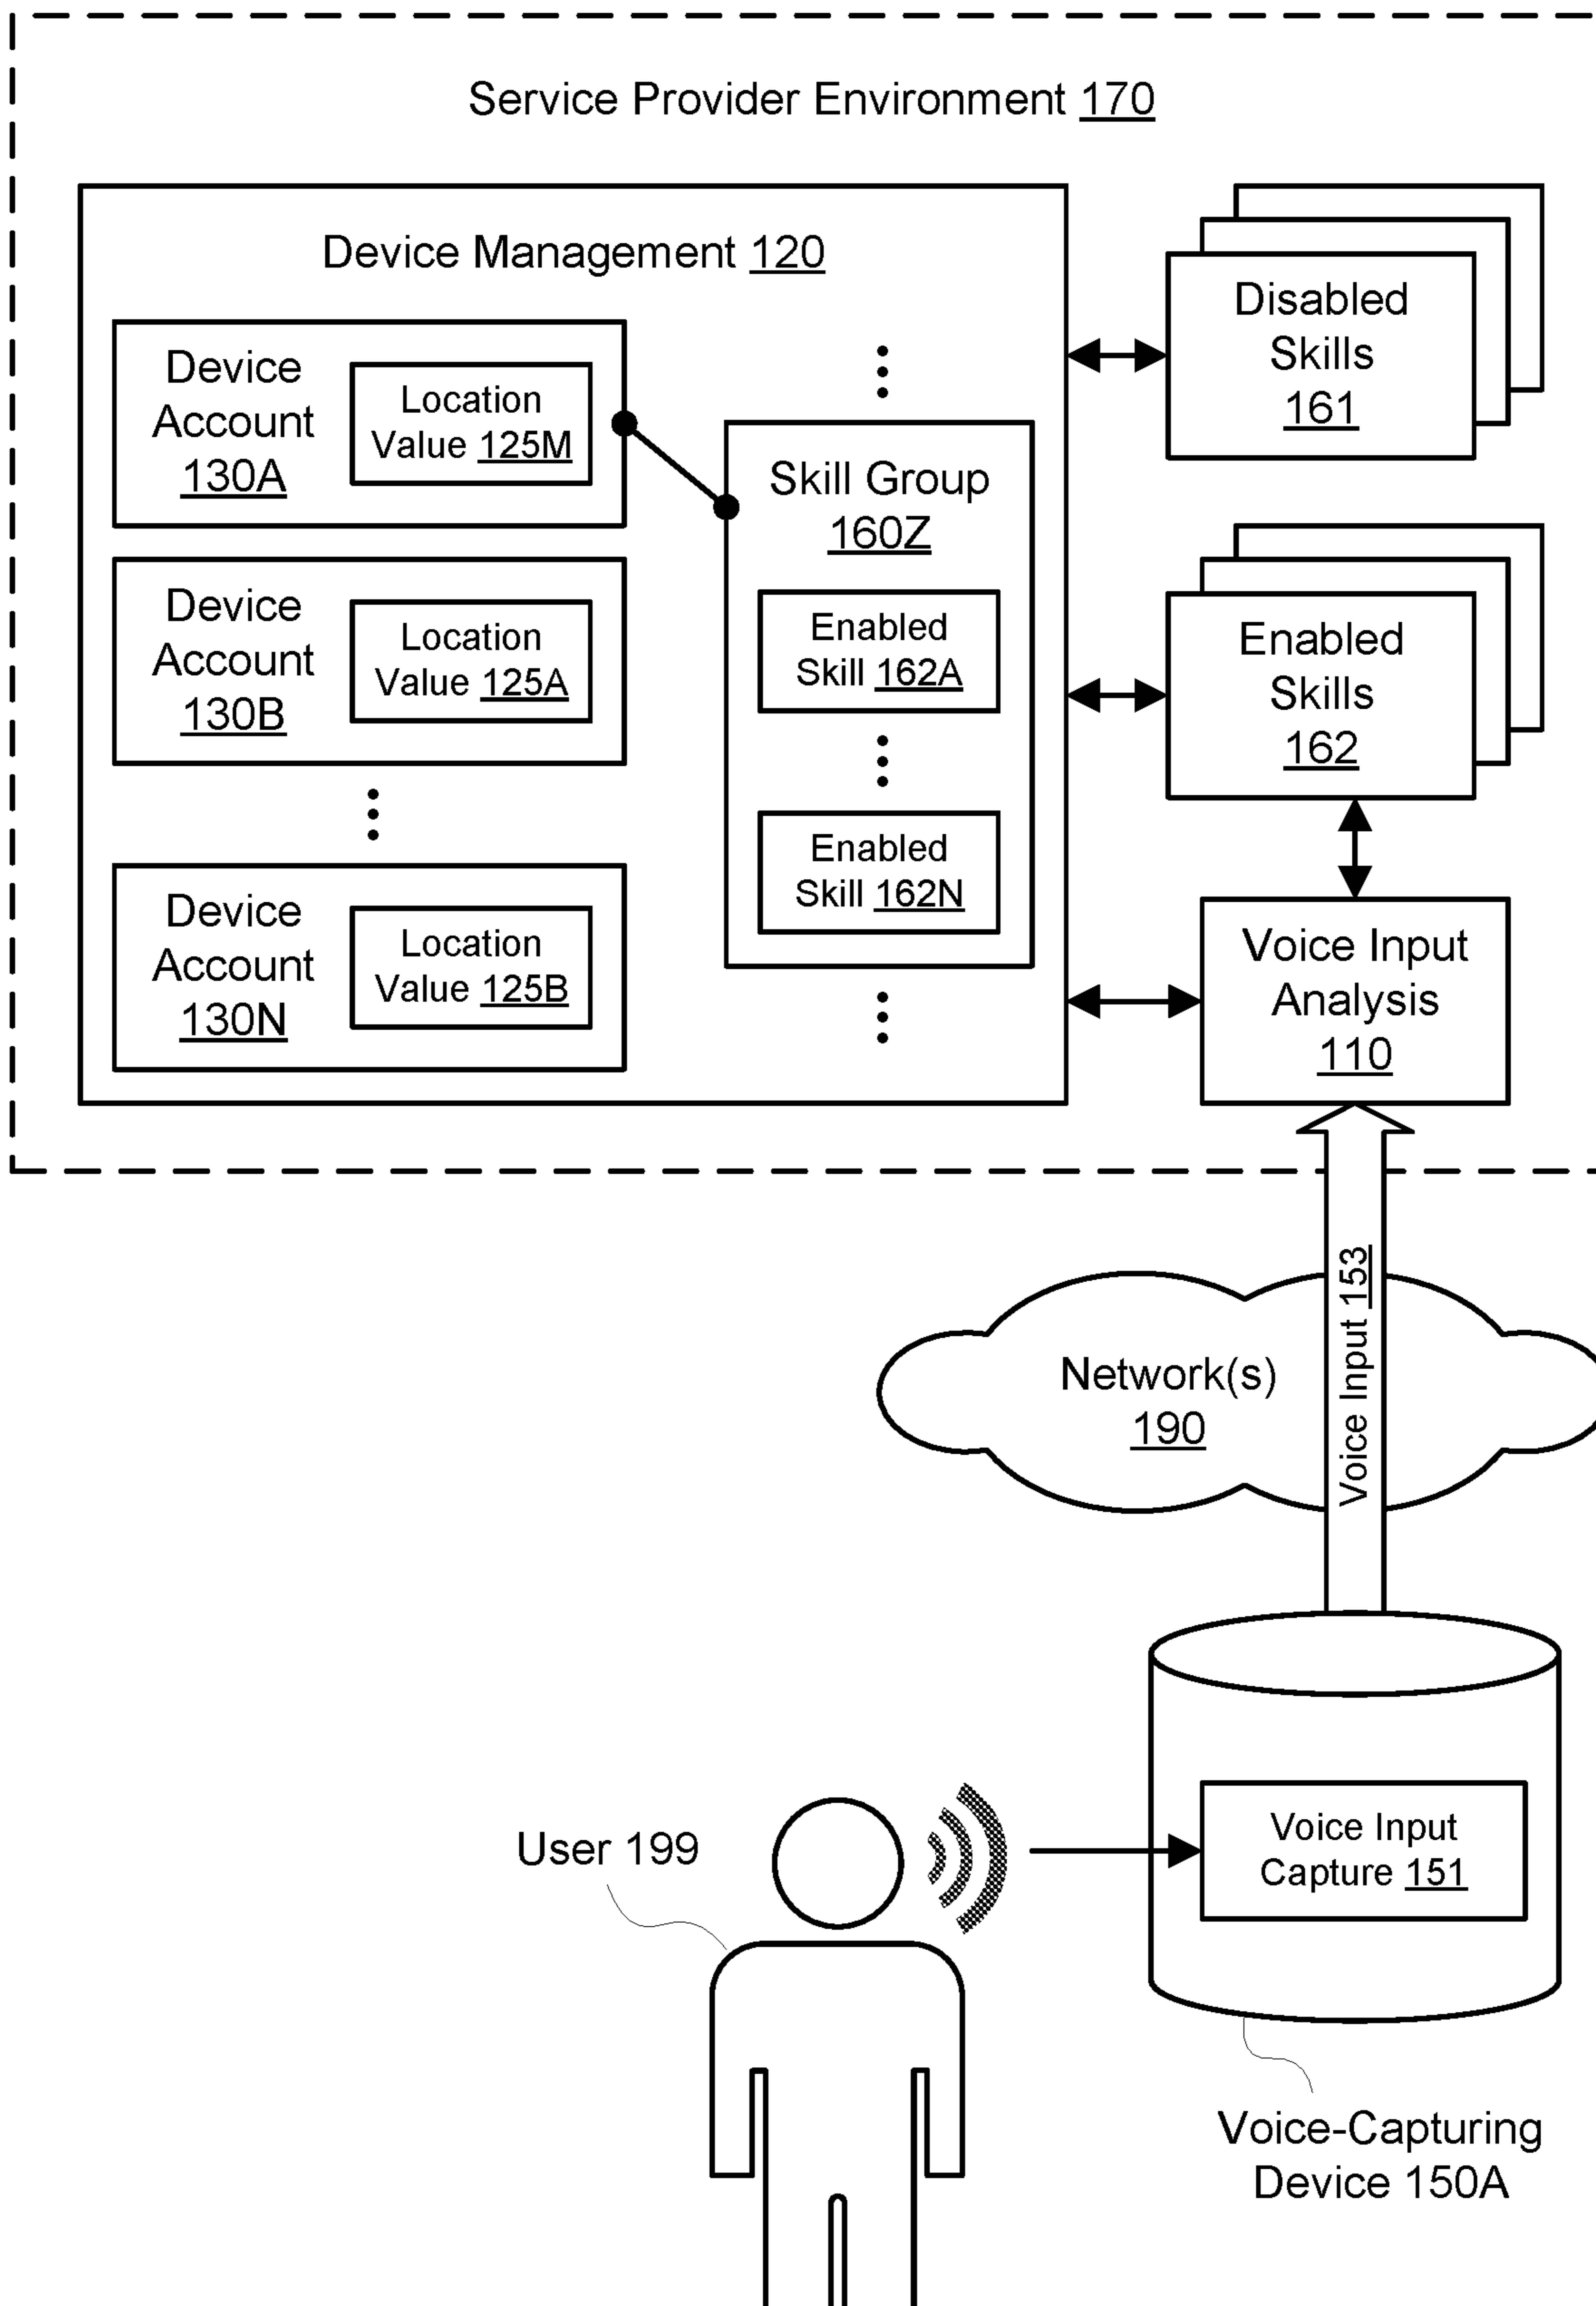 Service Provider Environment 170
Device Management 120
Device
Account
130A
Location
Value 125M
Device
Account
130B
Location
Value 125A
Device
Account
130N
Location
Value 125B
Skill Group
160Z
Enabled
Skill 162A
Enabled
Skill 162N
Disabled
Skills
161
Enabled
Skills
162
Voice Input
Analysis
110
Voice Input 153
Network(s)
190
User 199
Voice Input
Capture 151
Voice-Capturing
Device 150A